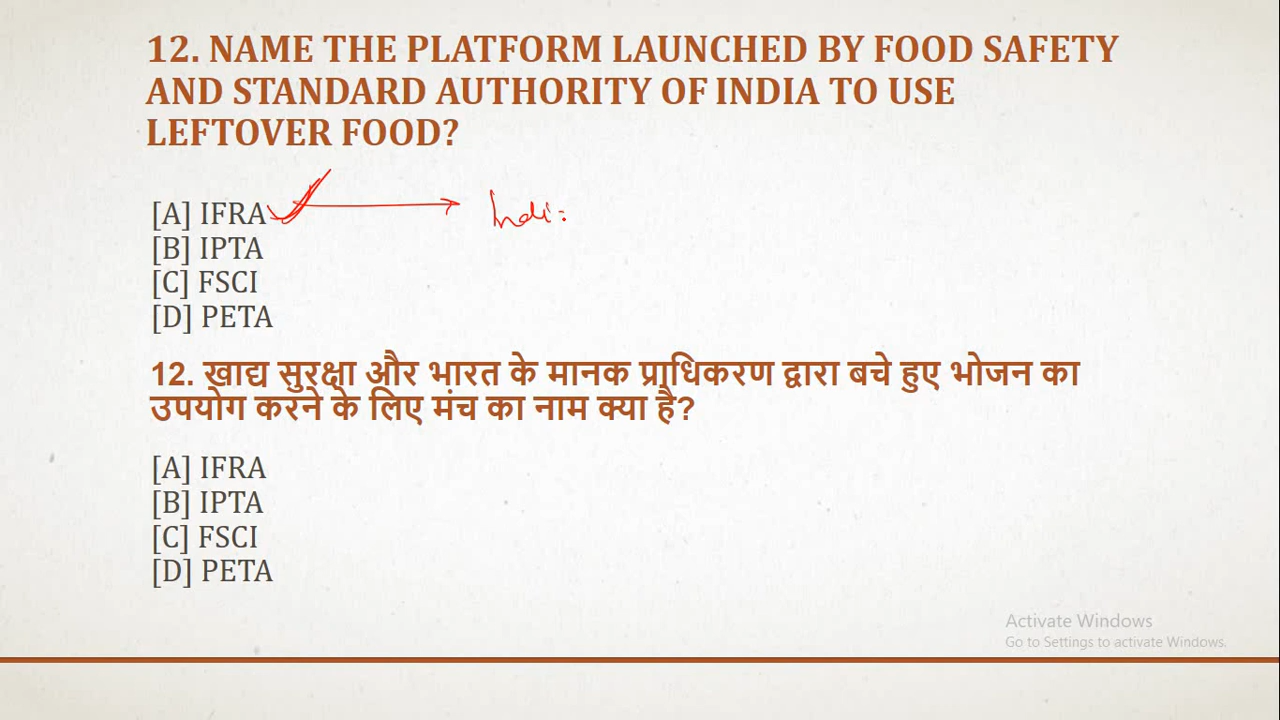 12. NAME THE PLATFORM LAUNCHED BY FOOD SAFETY
AND STANDARD AUTHORITY OF INDIA TO USE
LEFTOVER FOOD?
[A] IFRA
Indi
[B] IPTA
[C] FSCI
[D] PETA
12. खाद्य सुरक्षा और भारत के मानक प्राधिकरण द्वारा बचे हुए भोजन का
उपयोग करने के लिए मंच का नाम क्या है?
[A] IFRA
[B] IPTA
[C] FSCI
[D] PETA
Activate Windows
Go to Settings to activate Windows.